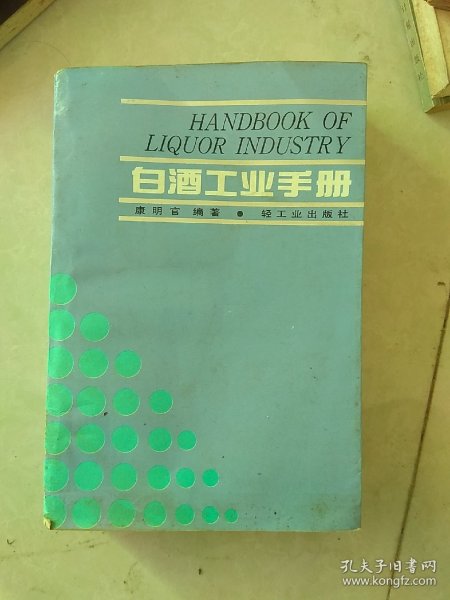 HANDBOOK OF
LIQUOR INDUSTRY
白酒工业手册
康明官 编著 ● 轻工业出版社
孔夫子旧书网
www.kongfz.com